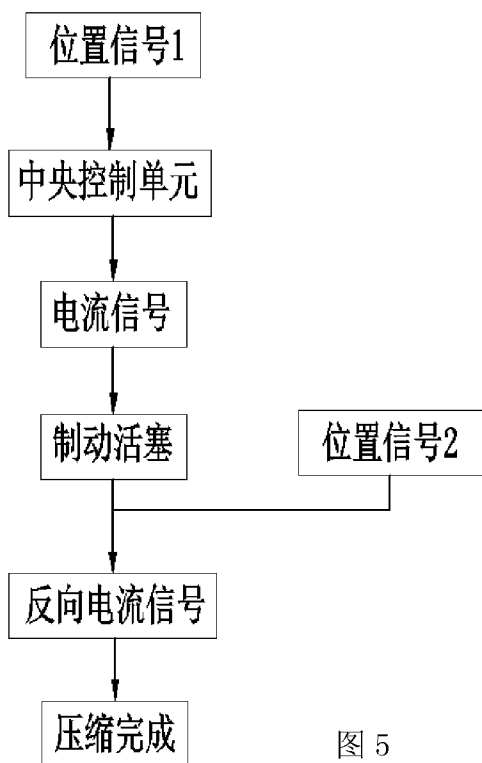 位置信号1
中央控制单元
电流信号
制动活塞
位置信号2
反向电流信号
压缩完成
图 5